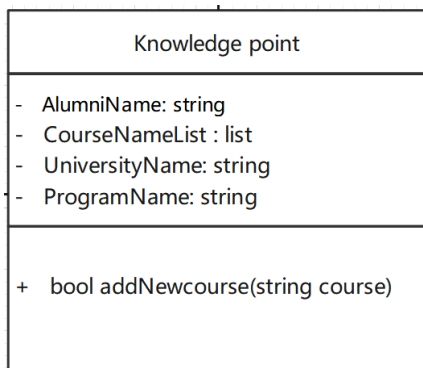 Knowledge point
- AlumniName: string
- CourseNameList : list
- UniversityName: string
- ProgramName: string
+ bool addNewcourse(string course)